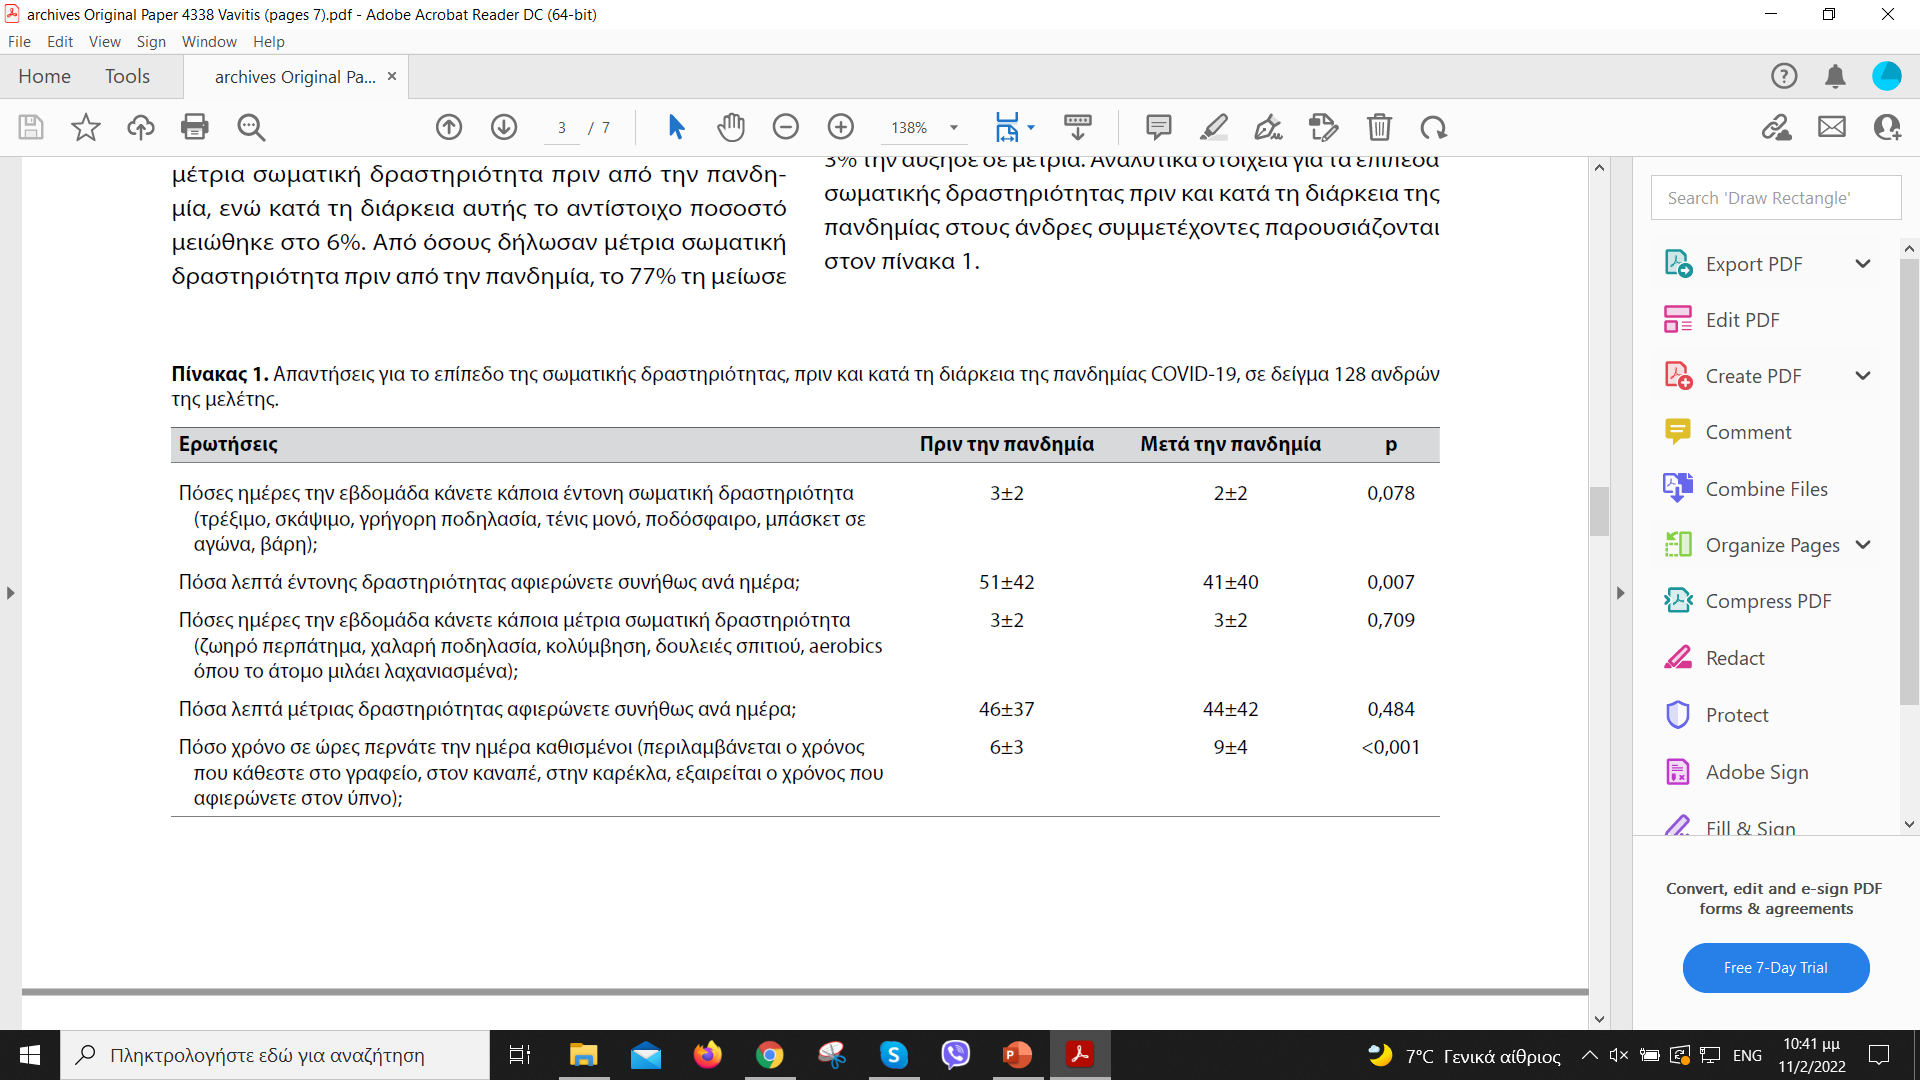 archives Original Paper 4338 Vavitis (pages 7).pdf - Adobe Acrobat Reader DC (64-bit)
File Edit View Sign Window Help
Home Tools archives Original Pa... ×
3 / 7 138%
μέτρια σωματική δραστηριότητα πριν από την πανδη-
μία, ενώ κατά τη διάρκεια αυτής το αντίστοιχο ποσοστό
μειώθηκε στο 6%. Από όσους δήλωσαν μέτρια σωματική
δραστηριότητα πριν από την πανδημία, το 77% τη μείωσε
3% την αύξησε σε μέτρια. Αναλυτικά στοιχεία για τα επίπεδα
σωματικής δραστηριότητας πριν και κατά τη διάρκεια της
πανδημίας στους άνδρες συμμετέχοντες παρουσιάζονται
στον πίνακα 1.
Πίνακας 1. Απαντήσεις για το επίπεδο της σωματικής δραστηριότητας, πριν και κατά τη διάρκεια της πανδημίας COVID-19, σε δείγμα 128 ανδρών
της μελέτης.
Ερωτήσεις Πριν την πανδημία Μετά την πανδημία p
Πόσες ημέρες την εβδομάδα κάνετε κάποια έντονη σωματική δραστηριότητα 3±2 2±2 0,078
(τρέξιμο, σκάψιμο, γρήγορη ποδηλασία, τένις μονό, ποδόσφαιρο, μπάσκετ σε
αγώνα, βάρη);
Πόσα λεπτά έντονης δραστηριότητας αφιερώνετε συνήθως ανά ημέρα; 51±42 41±40 0,007
Πόσες ημέρες την εβδομάδα κάνετε κάποια μέτρια σωματική δραστηριότητα 3±2 3±2 0,709
(ζωηρό περπάτημα, χαλαρή ποδηλασία, κολύμβηση, δουλειές σπιτιού, aerobics
όπου το άτομο μιλάει λαχανιασμένα);
Πόσα λεπτά μέτριας δραστηριότητας αφιερώνετε συνήθως ανά ημέρα; 46±37 44±42 0,484
Πόσο χρόνο σε ώρες περνάτε την ημέρα καθισμένοι (περιλαμβάνεται ο χρόνος 6±3 9±4 <0,001
που κάθεστε στο γραφείο, στον καναπέ, στην καρέκλα, εξαιρείται ο χρόνος που
αφιερώνετε στον ύπνο);
Search 'Draw Rectangle'
Export PDF
Edit PDF
Create PDF
Comment
Combine Files
Organize Pages
Compress PDF
Redact
Protect
Adobe Sign
Fill & Sign
Convert, edit and e-sign PDF
forms & agreements
Free 7-Day Trial
Πληκτρολογήστε εδώ για αναζήτηση
7°C Γενικά αίθριος
ENG
10:41 μμ
11/2/2022